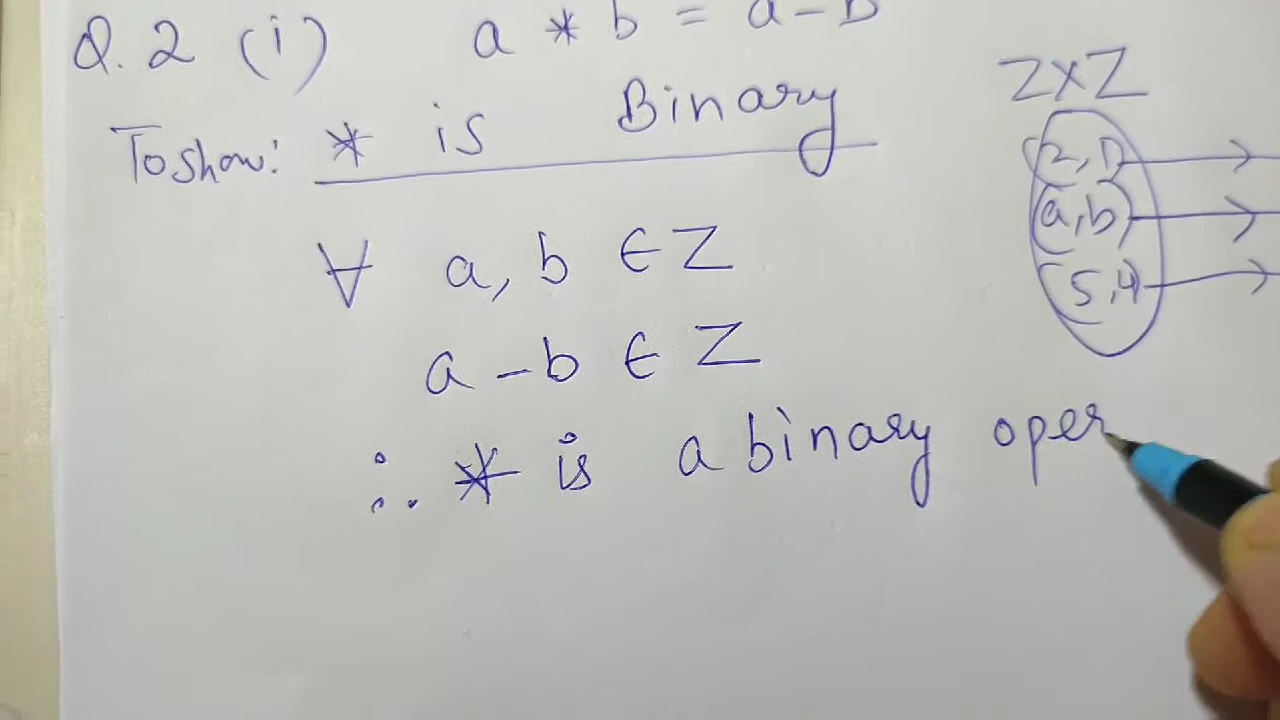 Q. 2 (i) a * b = a - b
To show: * is Binary
∀ a, b ∈ Z
a - b ∈ Z
∴ * is a binary oper
Z×Z
(2, 1)
(a, b)
(5, 4)